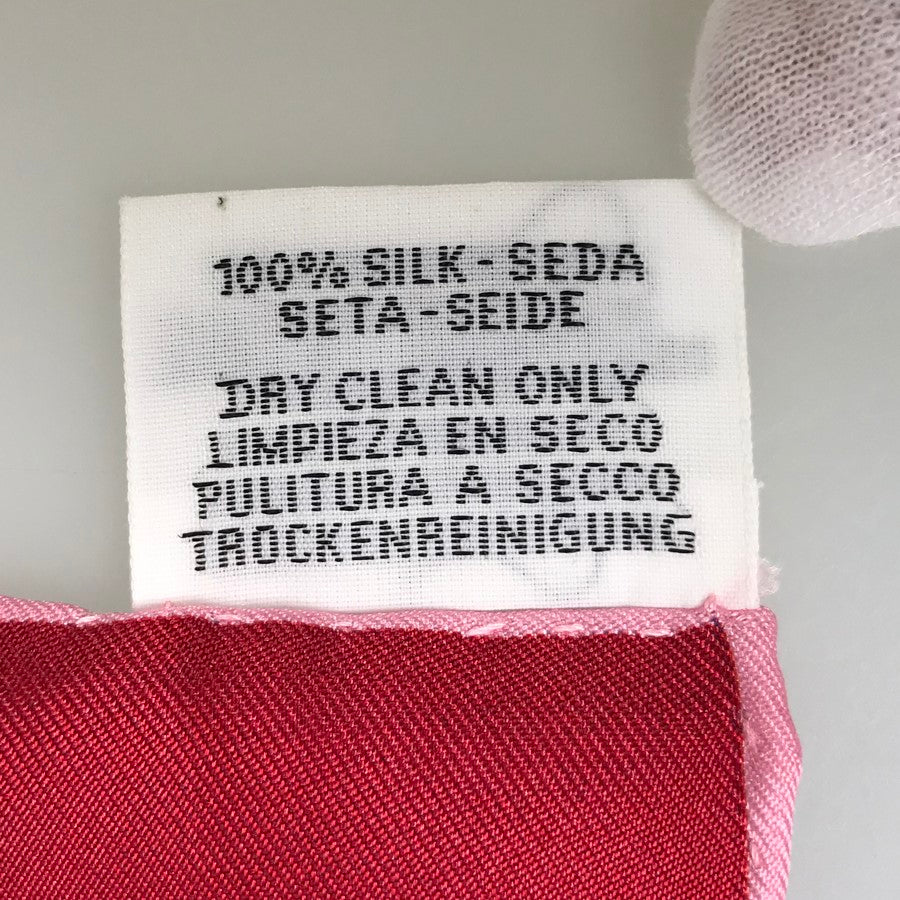 100% SILK - SEDA
SETA - SEIDE
DRY CLEAN ONLY
LIMPIEZA EN SECO
PULITURA A SECCO
TROCKENREINIGUNG